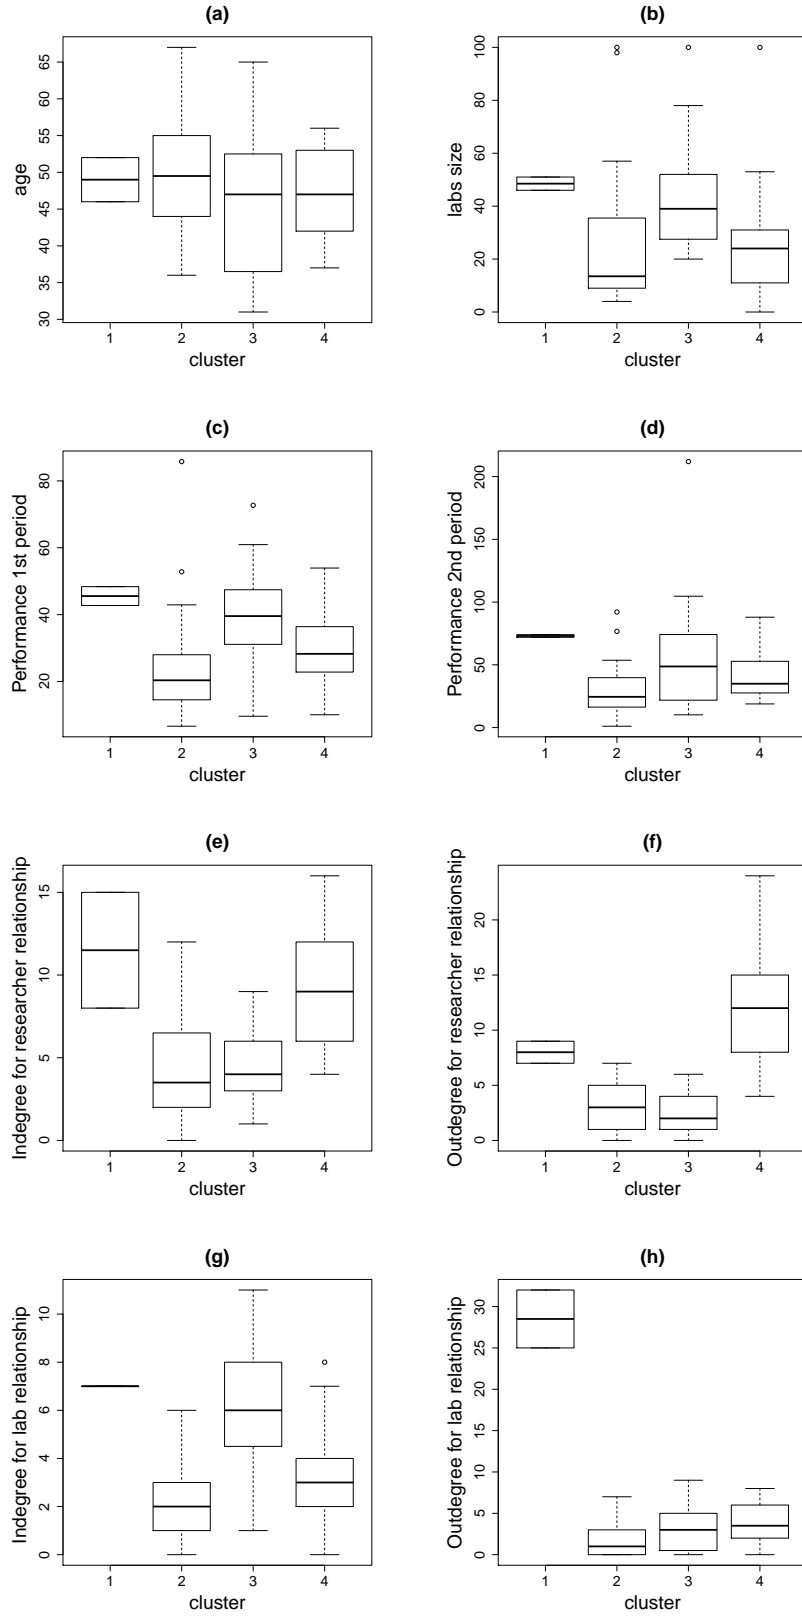 (a)
age
30 35 40 45 50 55 60 65
1 2 3 4
cluster
(b)
labs size
0 20 40 60 80 100
1 2 3 4
cluster
(c)
Performance 1st period
20 40 60 80
1 2 3 4
cluster
(d)
Performance 2nd period
0 50 100 150 200
1 2 3 4
cluster
(e)
Indegree for researcher relationship
0 5 10 15
1 2 3 4
cluster
(f)
Outdegree for researcher relationship
0 5 10 15 20
1 2 3 4
cluster
(g)
Indegree for lab relationship
0 2 4 6 8 10
1 2 3 4
cluster
(h)
Outdegree for lab relationship
0 5 10 15 20 25 30
1 2 3 4
cluster